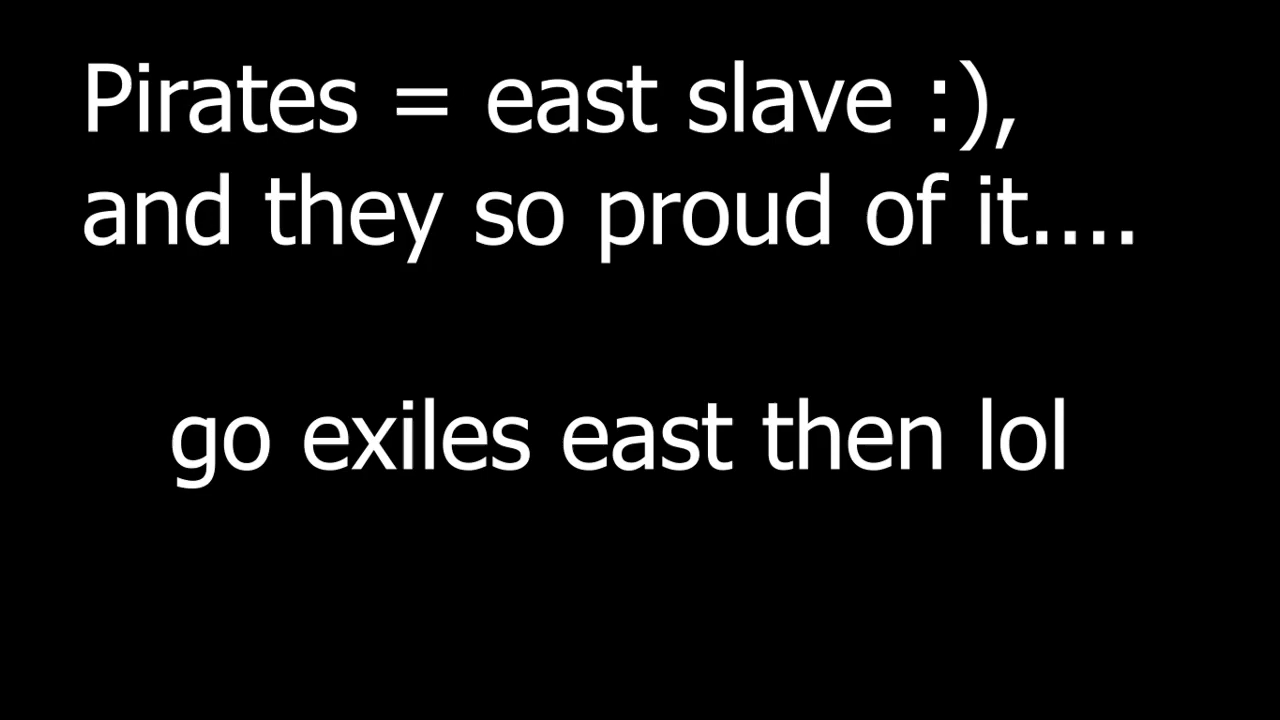 Pirates = east slave :),
and they so proud of it....
go exiles east then lol